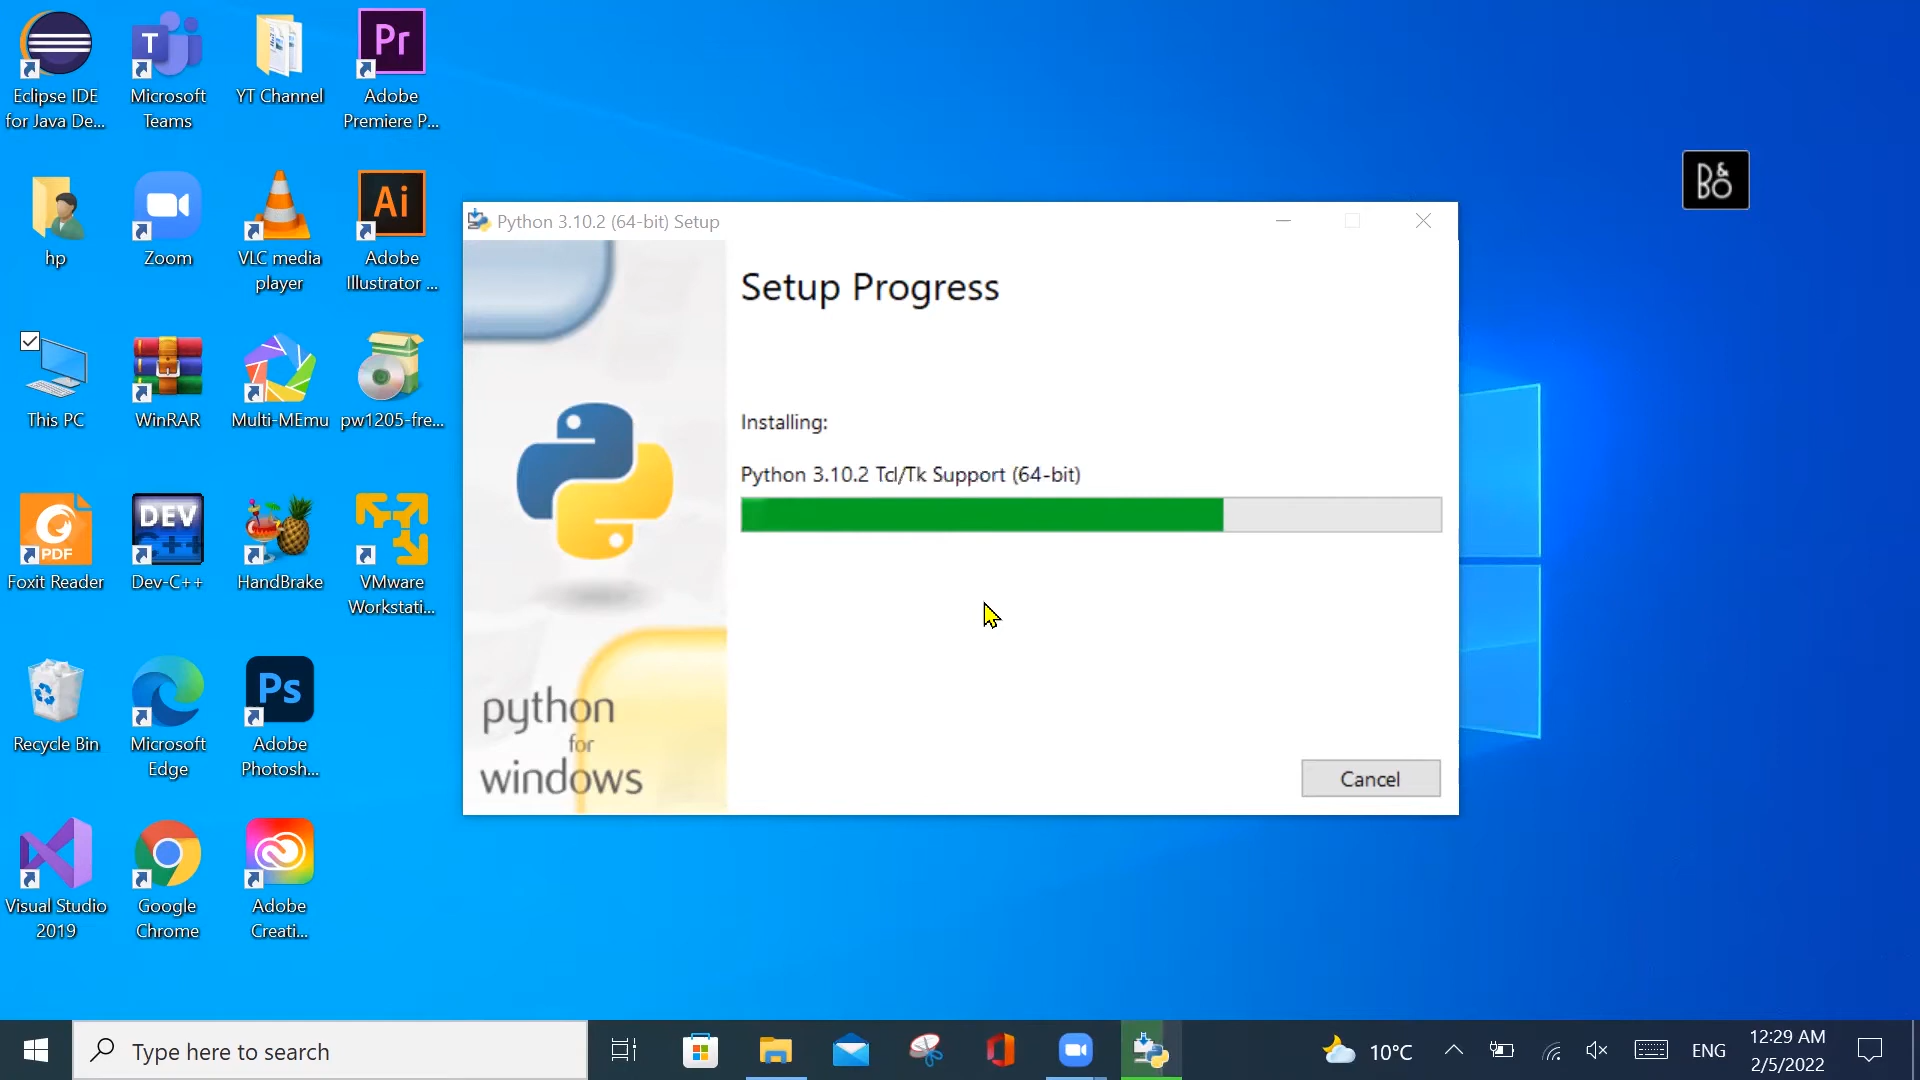 Eclipse IDE
for Java De...
Microsoft
Teams
YT Channel
Pr
Adobe
Premiere P...
hp
Zoom
VLC media
player
Ai
Adobe
Illustrator ...
This PC
WinRAR
Multi-MEmu
pw1205-fre...
PDF
Foxit Reader
DEV
C++
Dev-C++
HandBrake
VMware
Workstati...
Recycle Bin
Microsoft
Edge
Ps
Adobe
Photosh...
Visual Studio
2019
Google
Chrome
Adobe
Creati...
T
B&O
Python 3.10.2 (64-bit) Setup
Setup Progress
Installing:
Python 3.10.2 Tcl/Tk Support (64-bit)
python
for
windows
Cancel
Type here to search
10°C
ENG
12:29 AM
2/5/2022